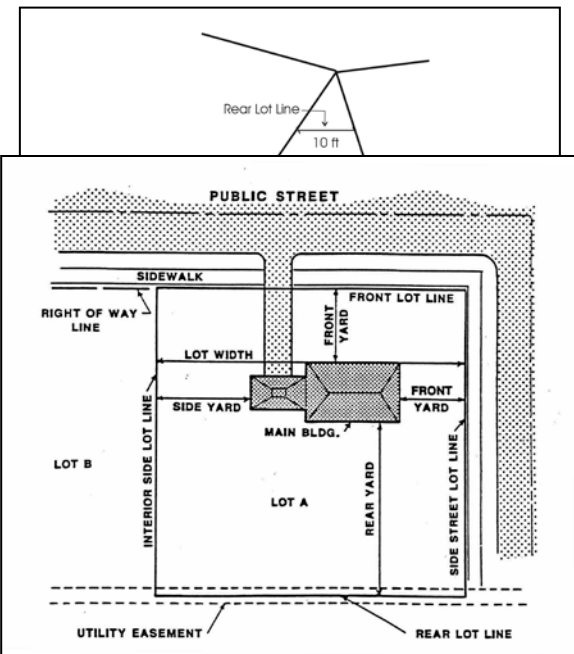 Rear Lot Line
10 ft
PUBLIC STREET
SIDEWALK
RIGHT OF WAY
LINE
FRONT LOT LINE
FRONT
YARD
LOT WIDTH
SIDE YARD
FRONT
YARD
MAIN BLDG.
INTERIOR SIDE LOT LINE
LOT B
LOT A
REAR YARD
SIDE STREET LOT LINE
UTILITY EASEMENT
REAR LOT LINE